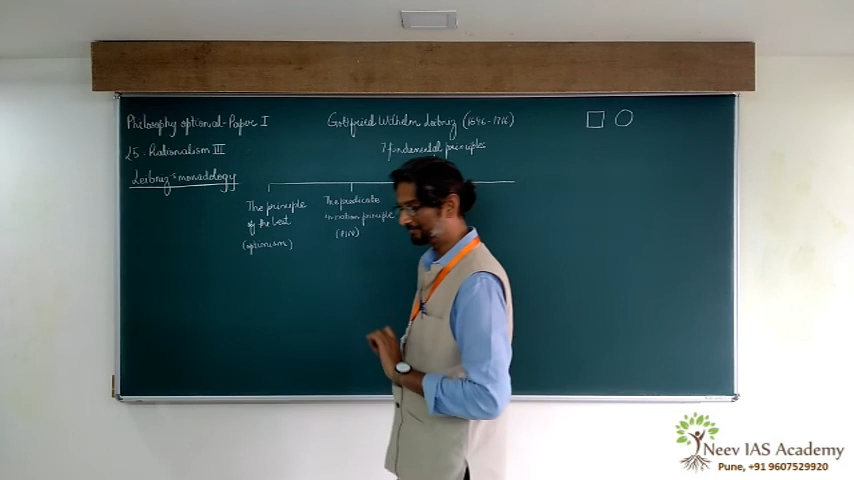 Philosophy optional-Paper I
25. Rationalism III
Leibniz's monadology
Gottfried Wilhelm Leibniz (1646-1716)
7 fundamental principles
The principle
of the best
(optimism)
The predicate
in notion principle
(PIN)
Neev IAS Academy
Pune, +91 9607529920